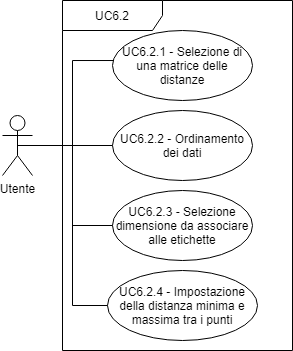 UC6.2
UC6.2.1 - Selezione di
una matrice delle
distanze
UC6.2.2 - Ordinamento
dei dati
Utente
UC6.2.3 - Selezione
dimensione da associare
alle etichette
UC6.2.4 - Impostazione
della distanza minima e
massima tra i punti